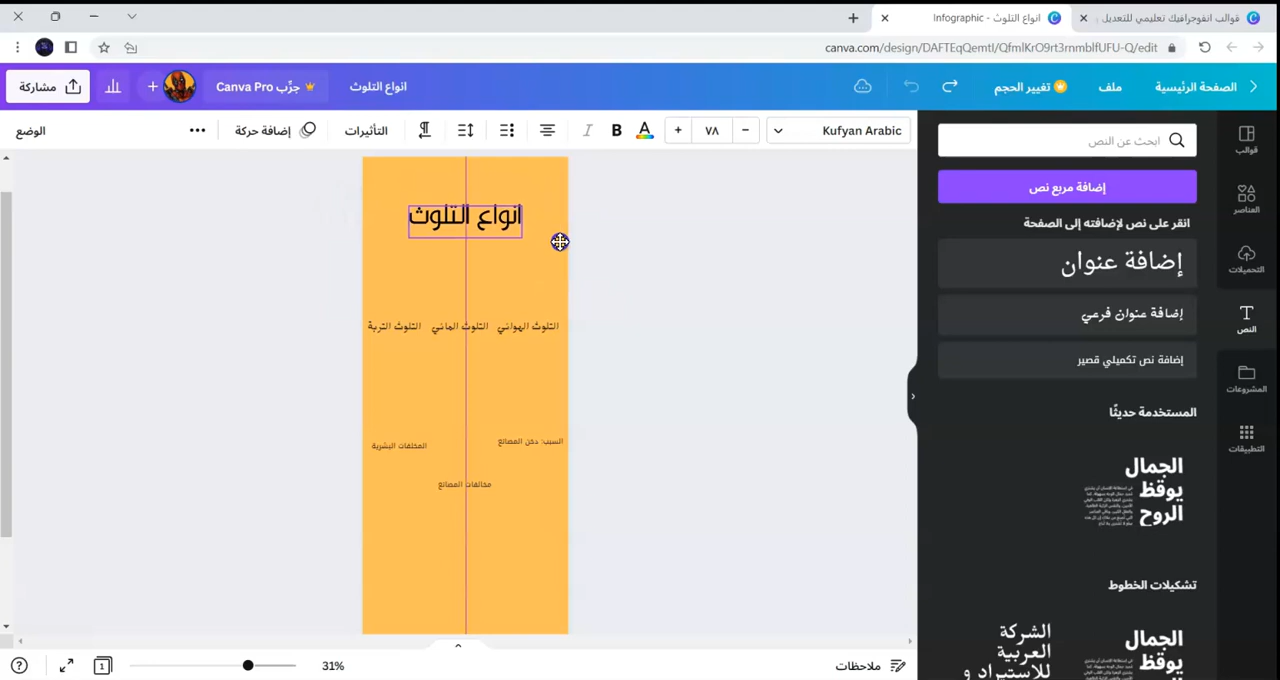 قوالب انفوجرافيك تعليمي للتعديل
انواع التلوث - Infographic
canva.com/design/DAFTEqQemtI/QfmlKrO9rt3rnmblfUFU-Q/edit
الصفحة الرئيسية
ملف
تغيير الحجم
انواع التلوث
جرِّب Canva Pro
مشاركة
Kufyan Arabic
٧٨
A
B
I
التأثيرات
إضافة حركة
الوضع
قوالب
العناصر
التحميلات
النص
المشروعات
التطبيقات
ابحث عن النص
إضافة مربع نص
انقر على نص لإضافته إلى الصفحة
إضافة عنوان
إضافة عنوان فرعي
إضافة نص تكميلي قصير
المستخدمة حديثًا
الجمال
يوقظ
الروح
تشكيلات الخطوط
الجمال
يوقظ
الشركة
العربية
للاستيراد و
انواع التلوث
التلوث الهوائي
التلوث المائي
التلوث التربة
السبب: دخن المصانع
المخلفات البشرية
مخالفات المصانع
ملاحظات
31%
1